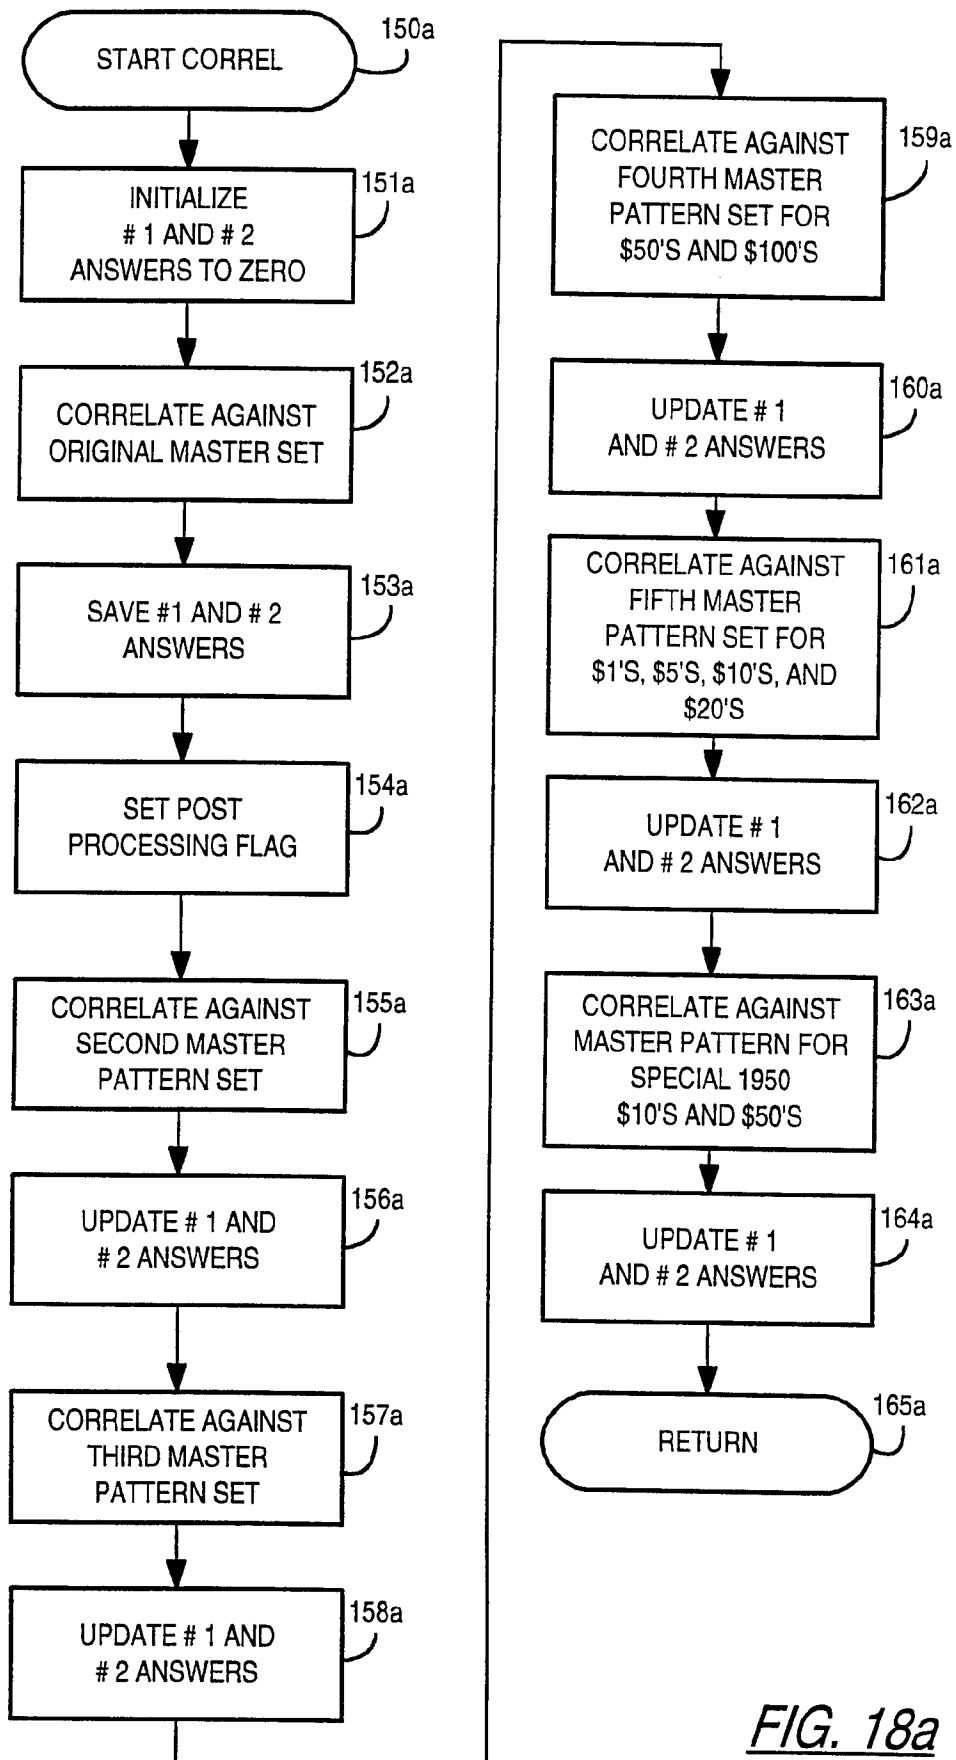 START CORREL
150a
INITIALIZE
# 1 AND # 2
ANSWERS TO ZERO
151a
CORRELATE AGAINST
ORIGINAL MASTER SET
152a
SAVE #1 AND # 2
ANSWERS
153a
SET POST
PROCESSING FLAG
154a
CORRELATE AGAINST
SECOND MASTER
PATTERN SET
155a
UPDATE # 1 AND
# 2 ANSWERS
156a
CORRELATE AGAINST
THIRD MASTER
PATTERN SET
157a
UPDATE # 1 AND
# 2 ANSWERS
158a
CORRELATE AGAINST
FOURTH MASTER
PATTERN SET FOR
$50'S AND $100'S
159a
UPDATE # 1
AND # 2 ANSWERS
160a
CORRELATE AGAINST
FIFTH MASTER
PATTERN SET FOR
$1'S, $5'S, $10'S, AND
$20'S
161a
UPDATE # 1
AND # 2 ANSWERS
162a
CORRELATE AGAINST
MASTER PATTERN FOR
SPECIAL 1950
$10'S AND $50'S
163a
UPDATE # 1
AND # 2 ANSWERS
164a
RETURN
165a
FIG. 18a